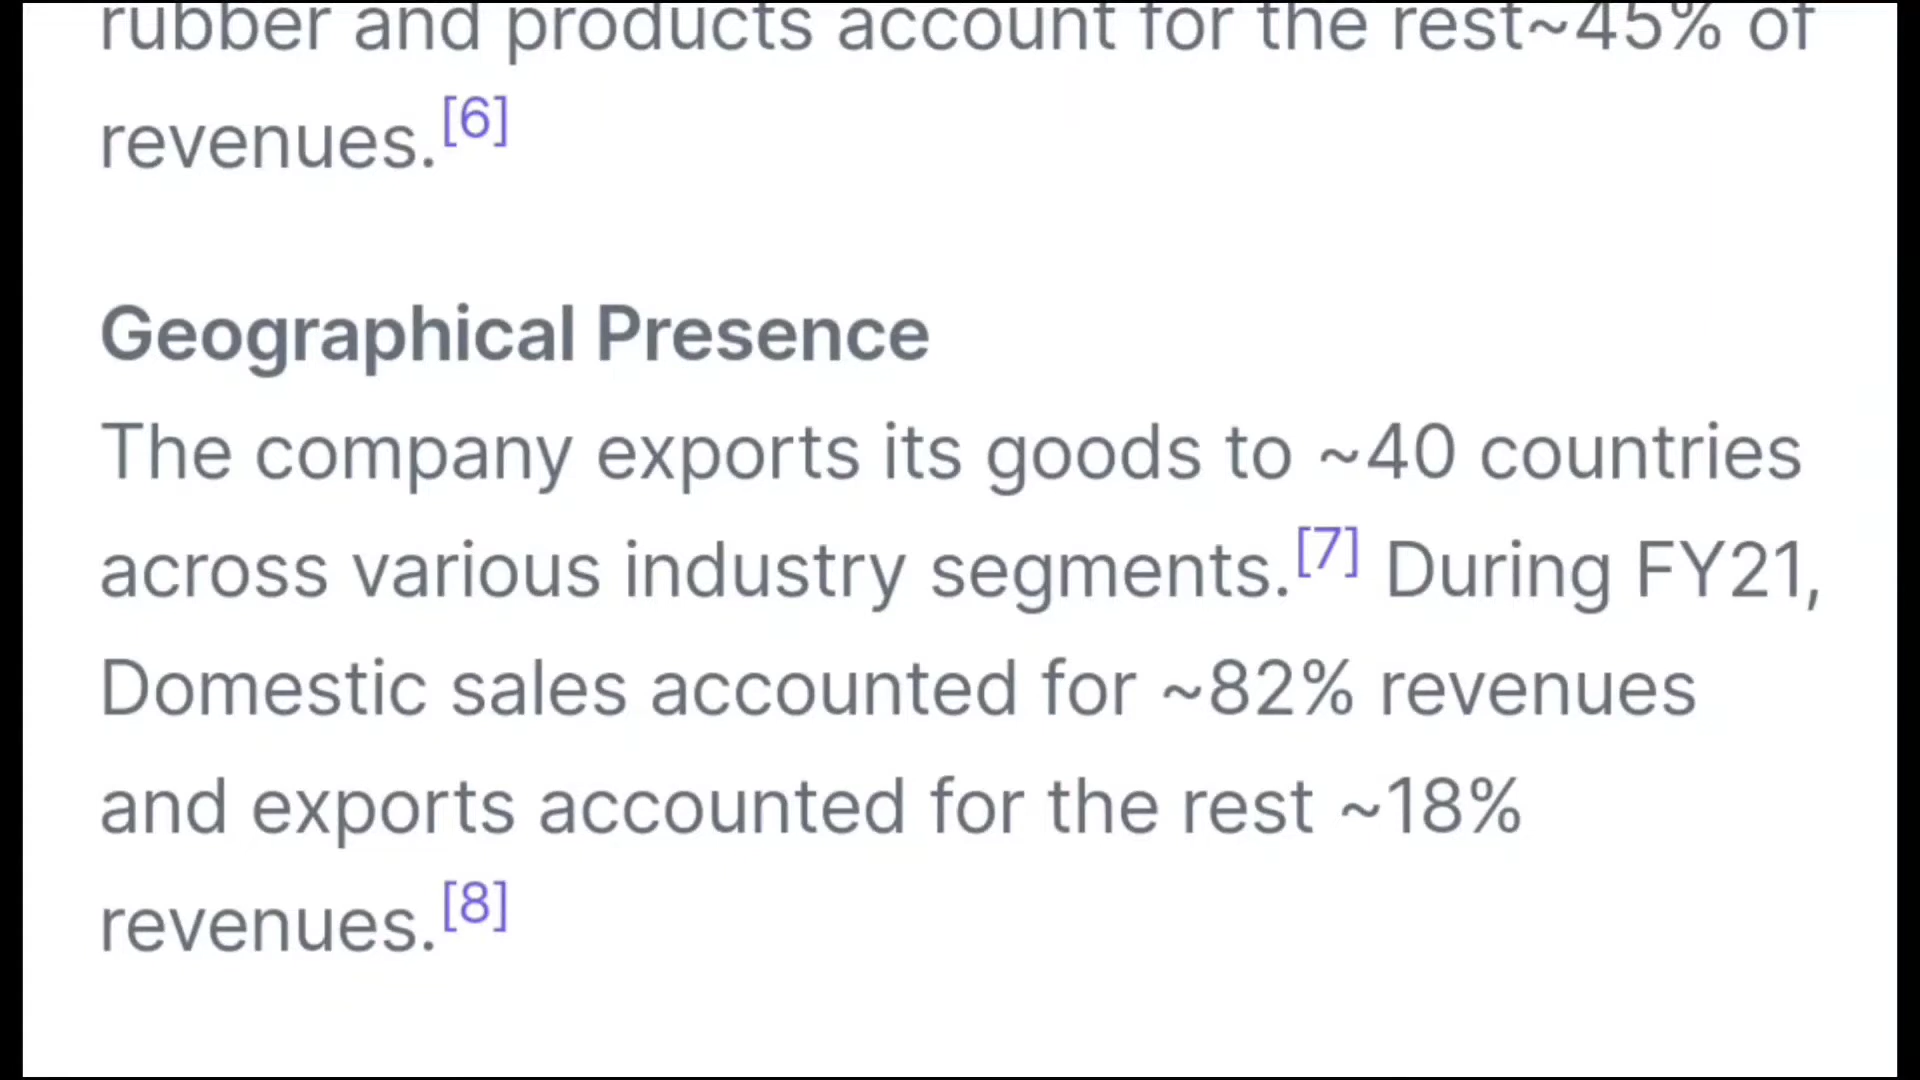 rubber and products account for the rest~45% of
revenues.[6]
Geographical Presence
The company exports its goods to ~40 countries
across various industry segments.[7] During FY21,
Domestic sales accounted for ~82% revenues
and exports accounted for the rest ~18%
revenues.[8]